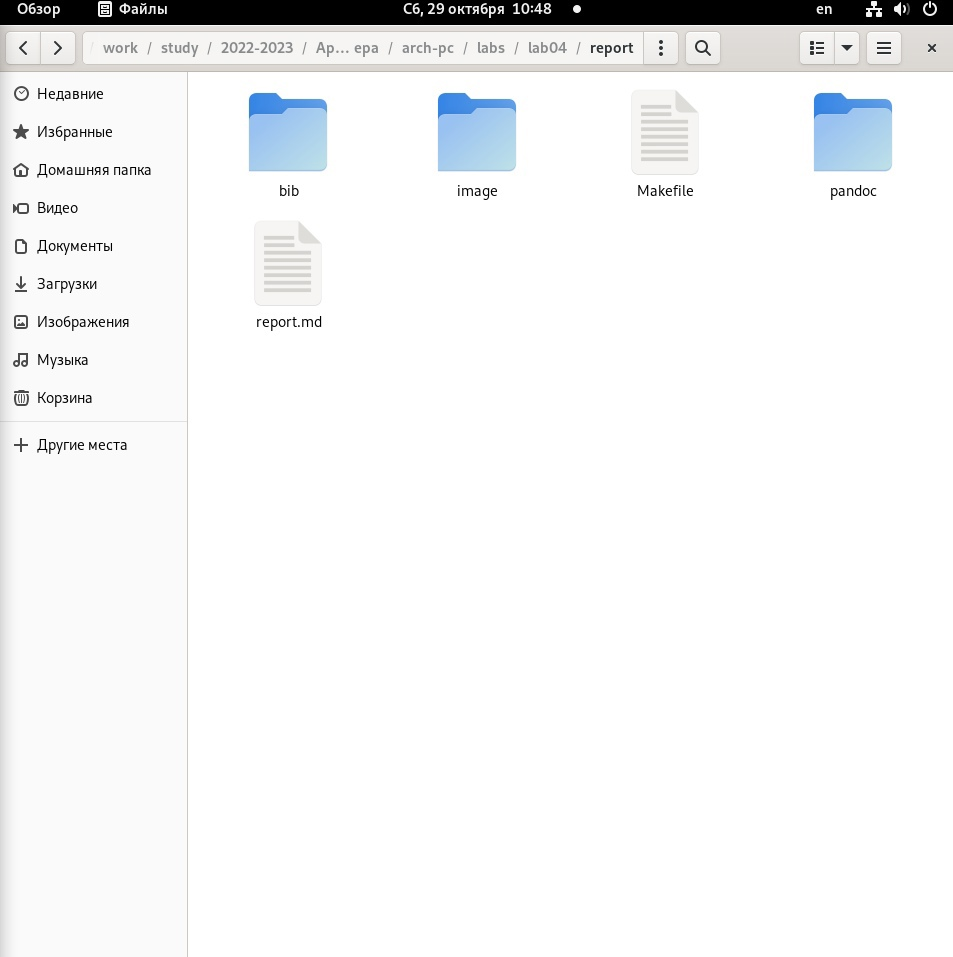 Обзор Файлы Сб, 29 октября 10:48 en
work / study / 2022-2023 / Ар… ера / arch-pc / labs / lab04 / report
Недавние
Избранные
Домашняя папка
Видео
Документы
Загрузки
Изображения
Музыка
Корзина
Другие места
bib image Makefile pandoc
report.md